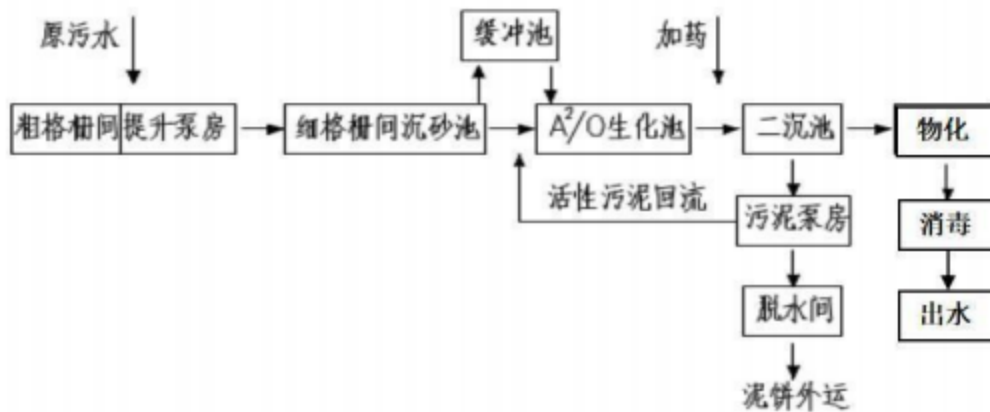 原污水
缓冲池
加药
粗格栅间 提升泵房
细格栅间沉砂池
A²/O生化池
二沉池
物化
活性污泥回流
污泥泵房
消毒
脱水间
出水
泥饼外运